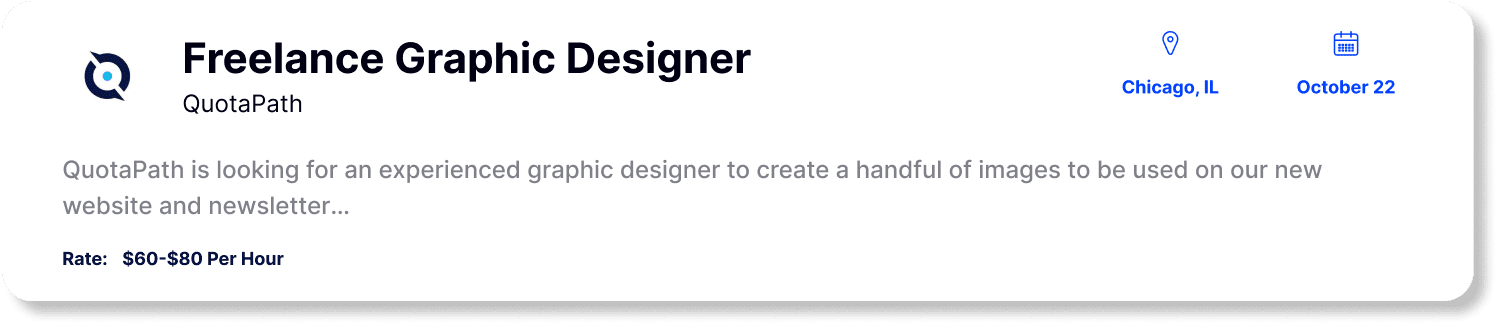 Freelance Graphic Designer
QuotaPath
Chicago, IL
October 22
QuotaPath is looking for an experienced graphic designer to create a handful of images to be used on our new
website and newsletter...
Rate: $60-$80 Per Hour